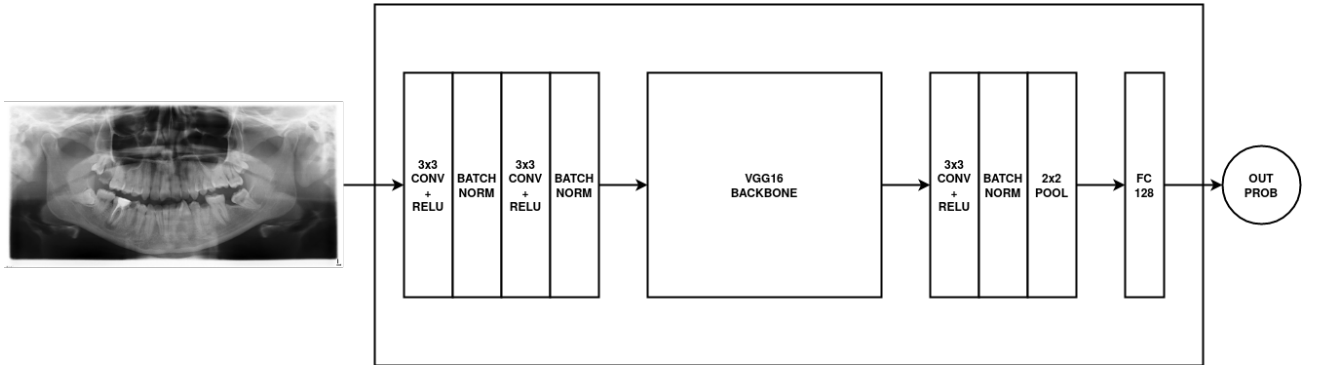 3x3
CONV
+
RELU
BATCH
NORM
3x3
CONV
+
RELU
BATCH
NORM
VGG16
BACKBONE
3x3
CONV
+
RELU
BATCH
NORM
2x2
POOL
FC
128
OUT
PROB